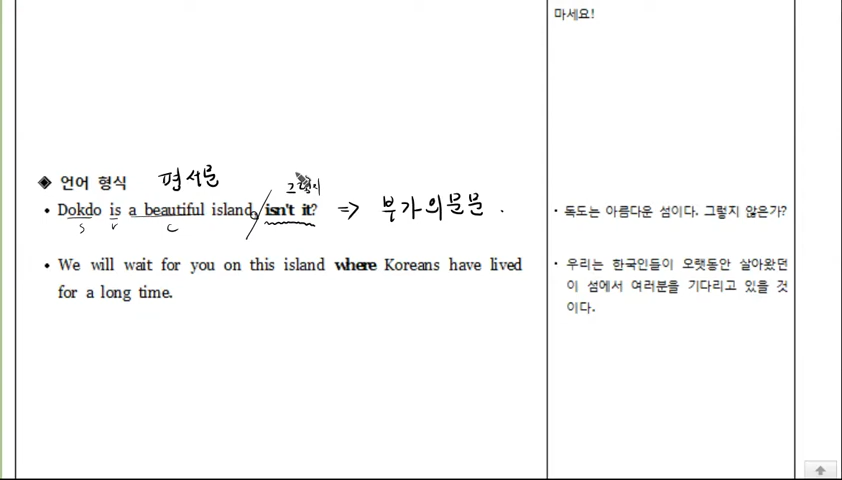 마세요!
◈ 언어 형식 평서문
그렇지
• Dokdo is a beautiful island, isn't it? => 부가의문문.
S V C
• 독도는 아름다운 섬이다. 그렇지 않은가?
• We will wait for you on this island where Koreans have lived
for a long time.
• 우리는 한국인들이 오랫동안 살아왔던
이 섬에서 여러분을 기다리고 있을 것
이다.